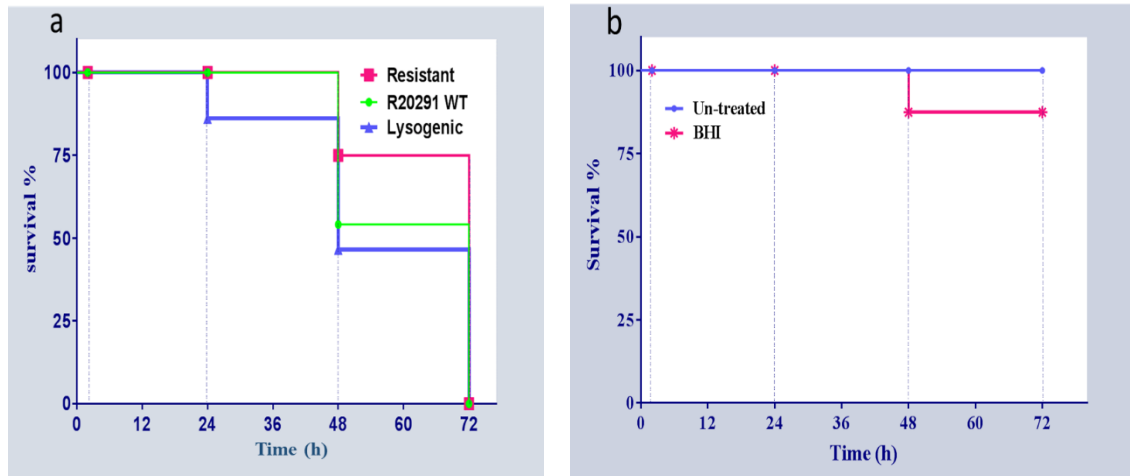 a
100
75
50
25
0
survival %
0 12 24 36 48 60 72
Time (h)
Resistant
R20291 WT
Lysogenic
b
100
75
50
25
0
Survival %
0 12 24 36 48 60 72
Time (h)
Un-treated
BHI